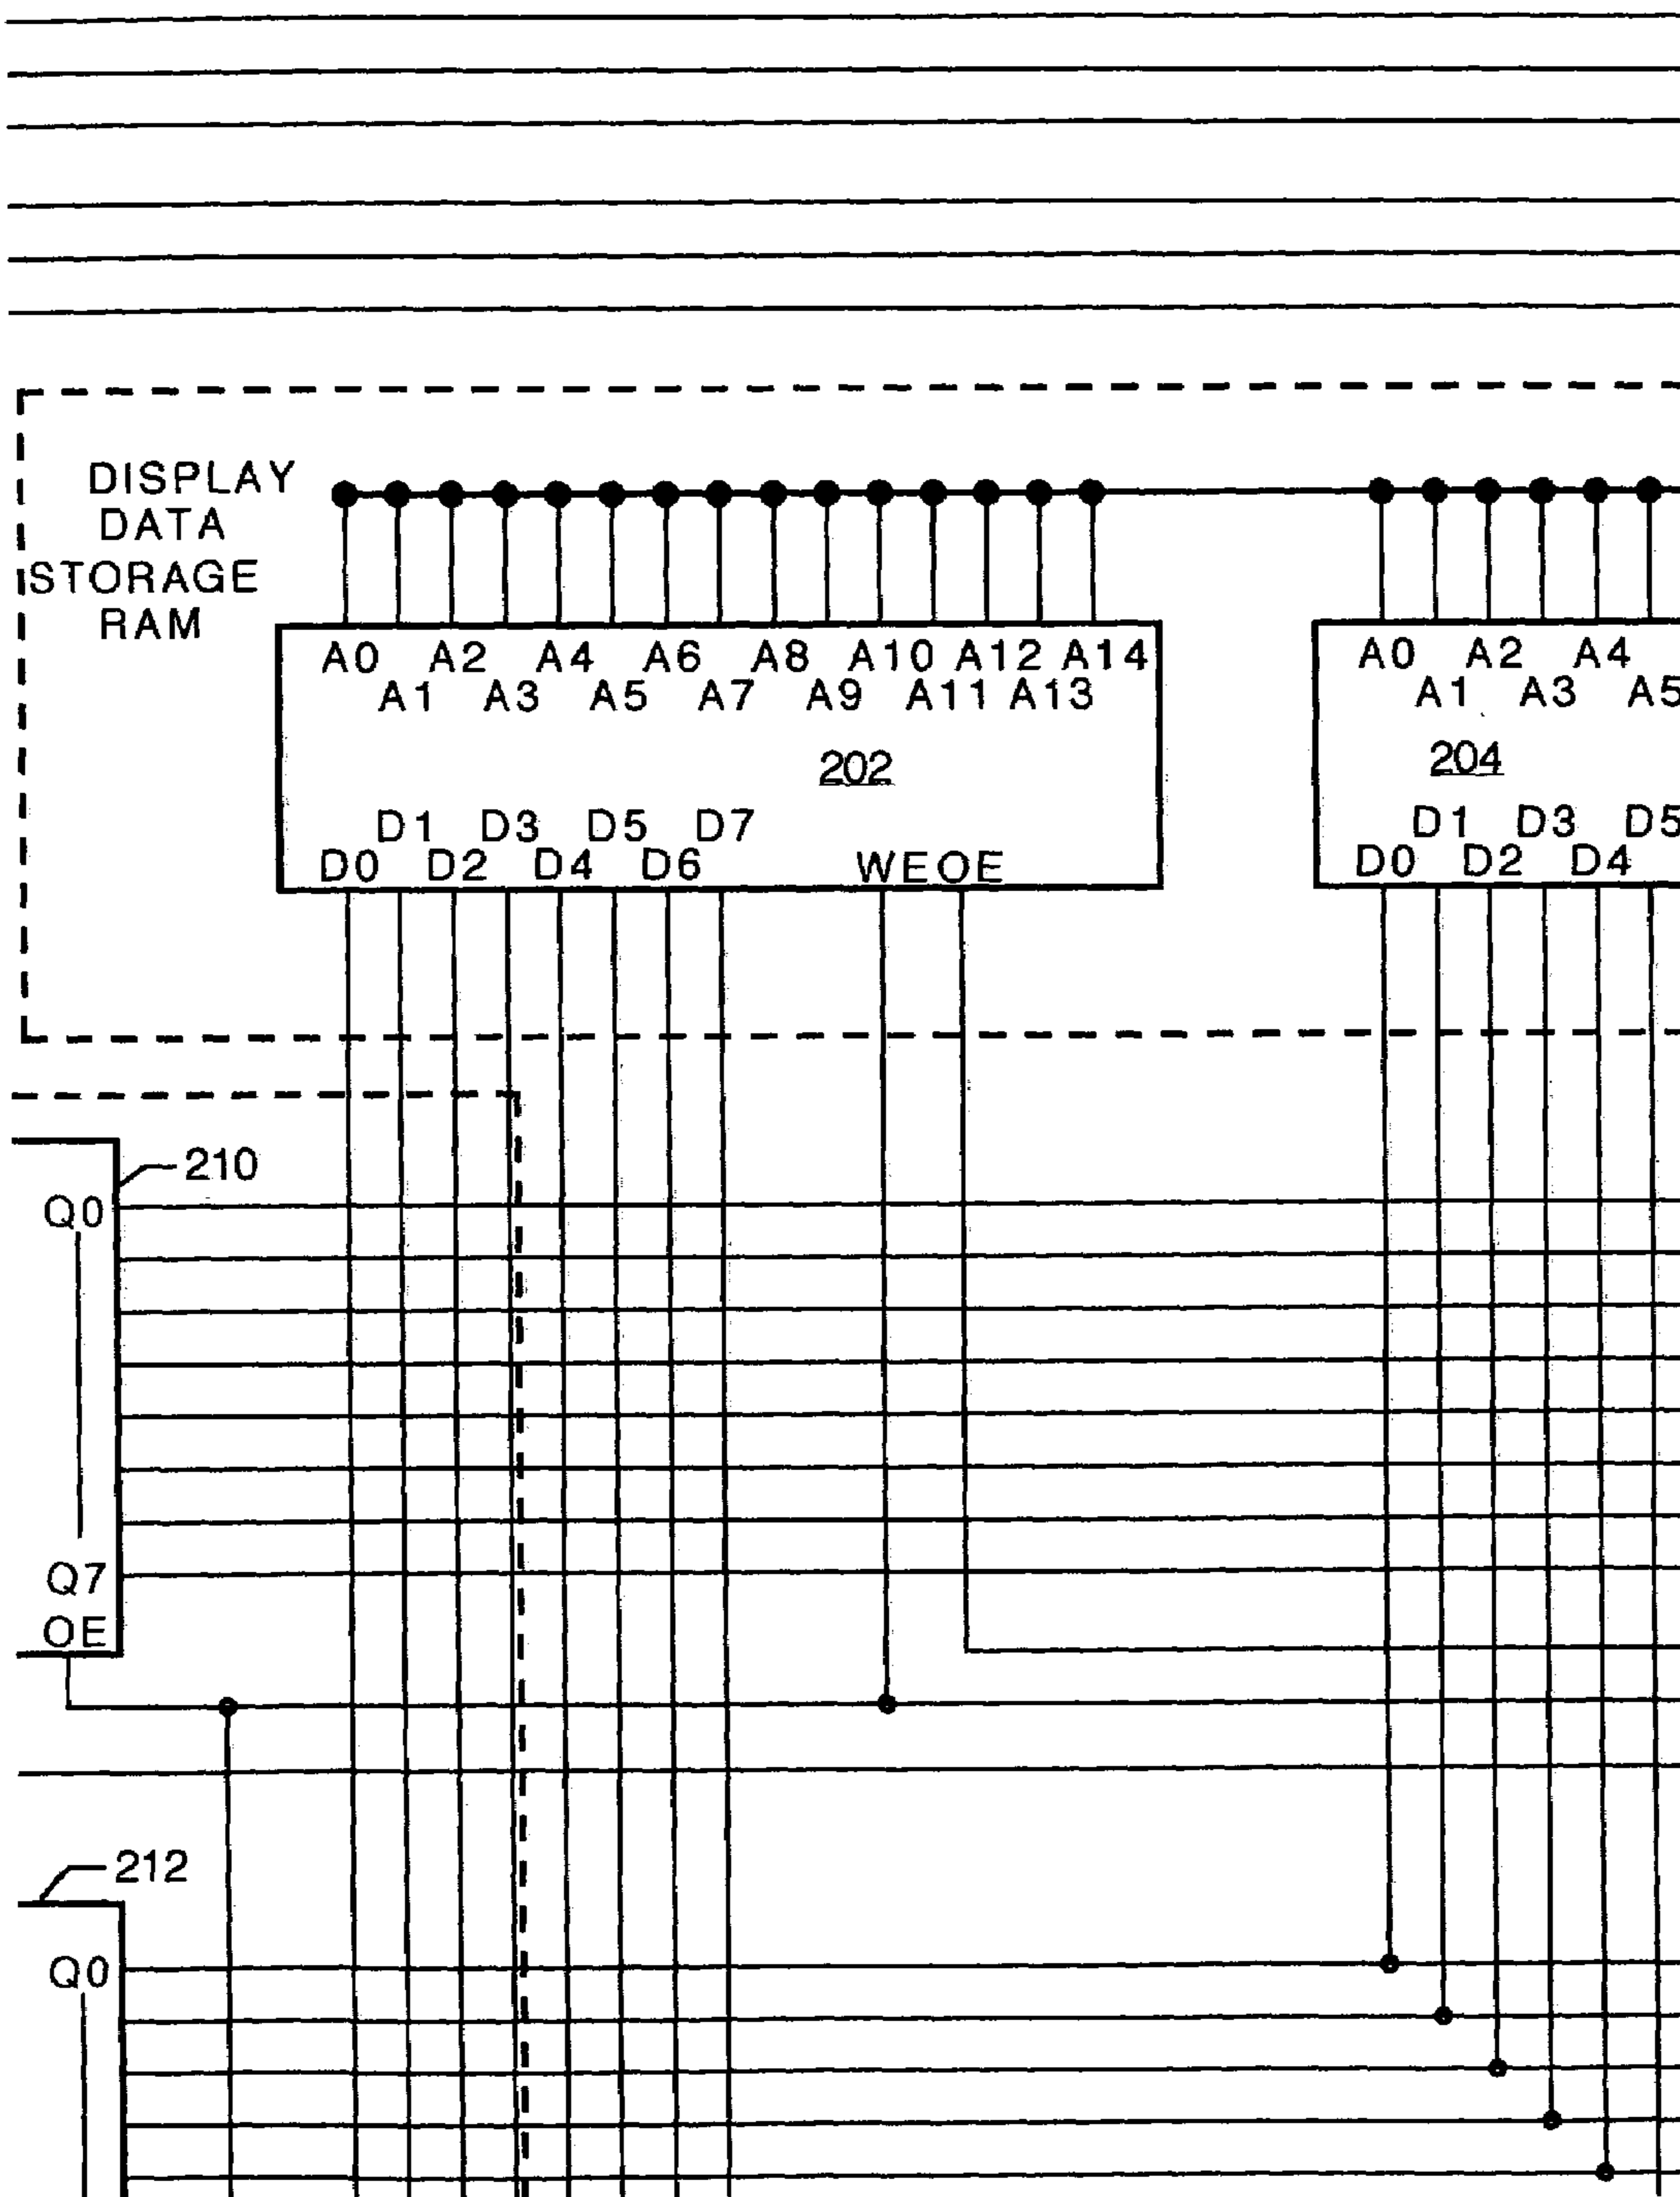 DISPLAY
DATA
STORAGE
RAM
A0 A2 A4 A6 A8 A10 A12 A14
A1 A3 A5 A7 A9 A11 A13
202
D1 D3 D5 D7
D0 D2 D4 D6 WE OE
A0 A2 A4
A1 A3 A5
204
D1 D3 D5
D0 D2 D4
210
Q0
Q7
OE
212
Q0